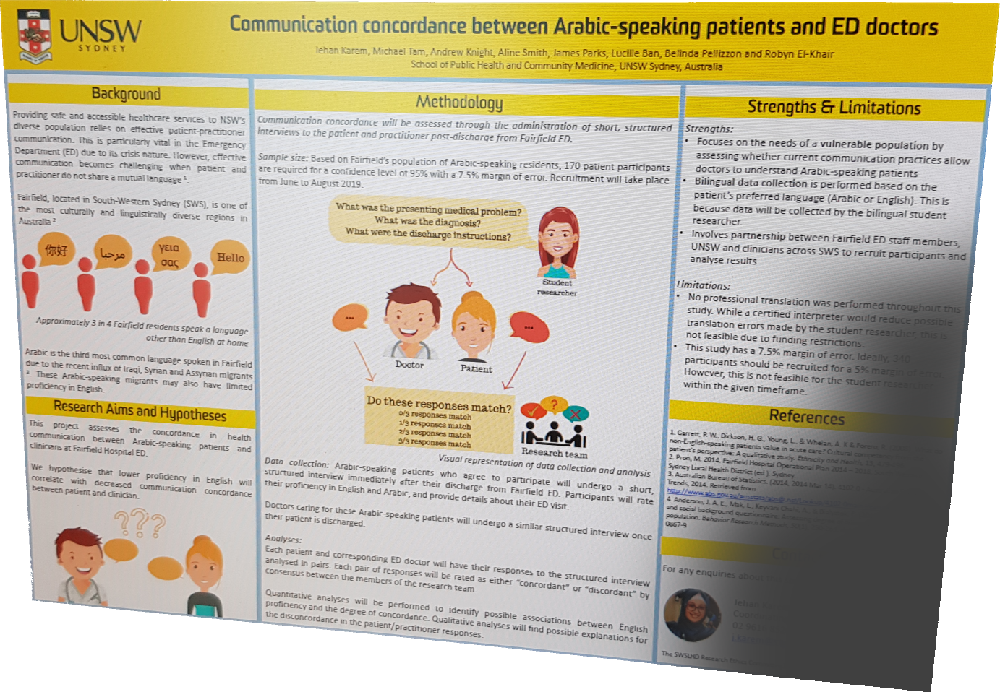 UNSW
SYDNEY
Communication concordance between Arabic-speaking patients and ED doctors
Jehan Karem, Michael Tam, Andrew Knight, Aline Smith, James Parks, Lucille Ban, Belinda Pellizzon and Robyn El-Khair
School of Public Health and Community Medicine, UNSW Sydney, Australia
Background
Providing safe and accessible healthcare services to NSW's
diverse population relies on effective patient-practitioner
communication. This is particularly vital in the Emergency
Department (ED) due to its crisis nature. However, effective
communication becomes challenging when patient and
practitioner do not share a mutual language ¹.
Fairfield, located in South-Western Sydney (SWS), is one of
the most culturally and linguistically diverse regions in
Australia ².
你好
مرحبا
γεια
σας
Hello
Approximately 3 in 4 Fairfield residents speak a language
other than English at home
Arabic is the third most common language spoken in Fairfield
due to the recent influx of Iraqi, Syrian and Assyrian migrants
³. These Arabic-speaking migrants may also have limited
proficiency in English.
Research Aims and Hypotheses
This project assesses the concordance in health
communication between Arabic-speaking patients and
clinicians at Fairfield Hospital ED.
We hypothesise that lower proficiency in English will
correlate with decreased communication concordance
between patient and clinician.
???
Methodology
Communication concordance will be assessed through the administration of short, structured
interviews to the patient and practitioner post-discharge from Fairfield ED.
Sample size: Based on Fairfield's population of Arabic-speaking residents, 170 patient participants
are required for a confidence level of 95% with a 7.5% margin of error. Recruitment will take place
from June to August 2019.
What was the presenting medical problem?
What was the diagnosis?
What were the discharge instructions?
Student
researcher
...
...
Doctor
Patient
Do these responses match?
0/3 responses match
1/3 responses match
2/3 responses match
3/3 responses match
?
Research team
Visual representation of data collection and analysis
Data collection: Arabic-speaking patients who agree to participate will undergo a short,
structured interview immediately after their discharge from Fairfield ED. Participants will rate
their proficiency in English and Arabic, and provide details about their ED visit.
Doctors caring for these Arabic-speaking patients will undergo a similar structured interview once
their patient is discharged.
Analyses:
Each patient and corresponding ED doctor will have their responses to the structured interview
analysed in pairs. Each pair of responses will be rated as either "concordant" or "discordant" by
consensus between the members of the research team.
Quantitative analyses will be performed to identify possible associations between English
proficiency and the degree of concordance. Qualitative analyses will find possible explanations for
the disconcordance in the patient/practitioner responses.
Strengths & Limitations
Strengths:
• Focuses on the needs of a vulnerable population by
assessing whether current communication practices allow
doctors to understand Arabic-speaking patients
• Bilingual data collection is performed based on the
patient's preferred language (Arabic or English). This is
because data will be collected by the bilingual student
researcher.
• Involves partnership between Fairfield ED staff members,
UNSW and clinicians across SWS to recruit participants and
analyse results
Limitations:
• No professional translation was performed throughout this
study. While a certified interpreter would reduce possible
translation errors made by the student researcher, this is
not feasible due to funding restrictions.
• This study has a 7.5% margin of error. Ideally, 340
participants should be recruited for a 5% margin of error.
However, this is not feasible for the student researcher
within the given timeframe.
References
1. Garrett, P. W., Dickson, H. G., Young, L., & Whelan, A. K
non-English-speaking patients value in acute care? Cultural
patient's perspective: A qualitative study. Ethnicity and Health,
2. Pron, M. 2014. Fairfield Hospital Operational Plan 2014
Sydney Local Health District (ed.). Sydney.
3. Australian Bureau of Statistics. (2014, 2014 Mar
Trends, 2014. Retrieved from
http://www.abs.gov.au/ausstats/abs@.nsf/Lookup/
4. Anderson, J. A. E., Mak, L., Keyvani Chahi, A.,
and social background questionnaire:
population. Behavior Research Methods,
0867-9
For any enquiries about
Jehan
The SWSLHD Research Ethics